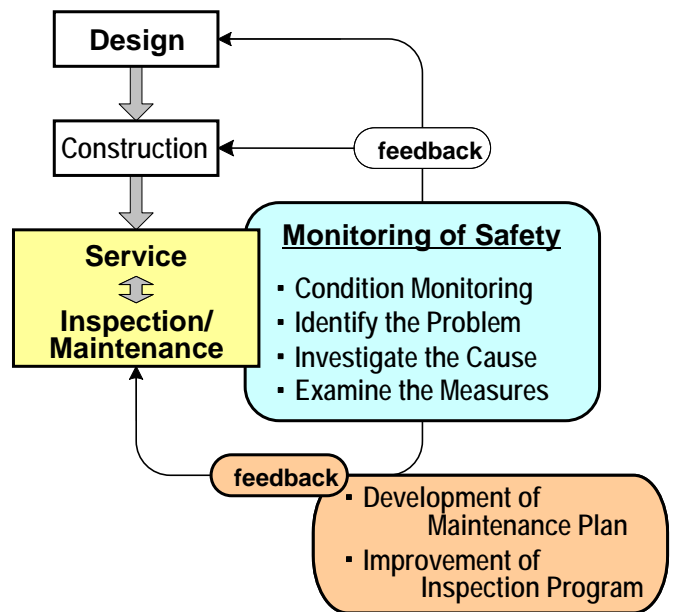 Design
Construction
feedback
Service
Inspection/
Maintenance
Monitoring of Safety
・Condition Monitoring
・Identify the Problem
・Investigate the Cause
・Examine the Measures
feedback
・Development of
Maintenance Plan
・Improvement of
Inspection Program